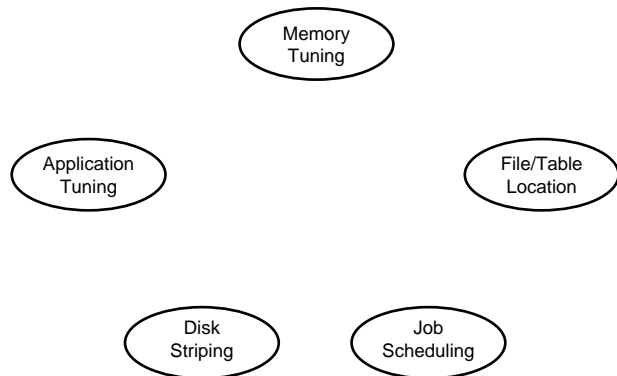 Memory
Tuning
Application
Tuning
File/Table
Location
Disk
Striping
Job
Scheduling